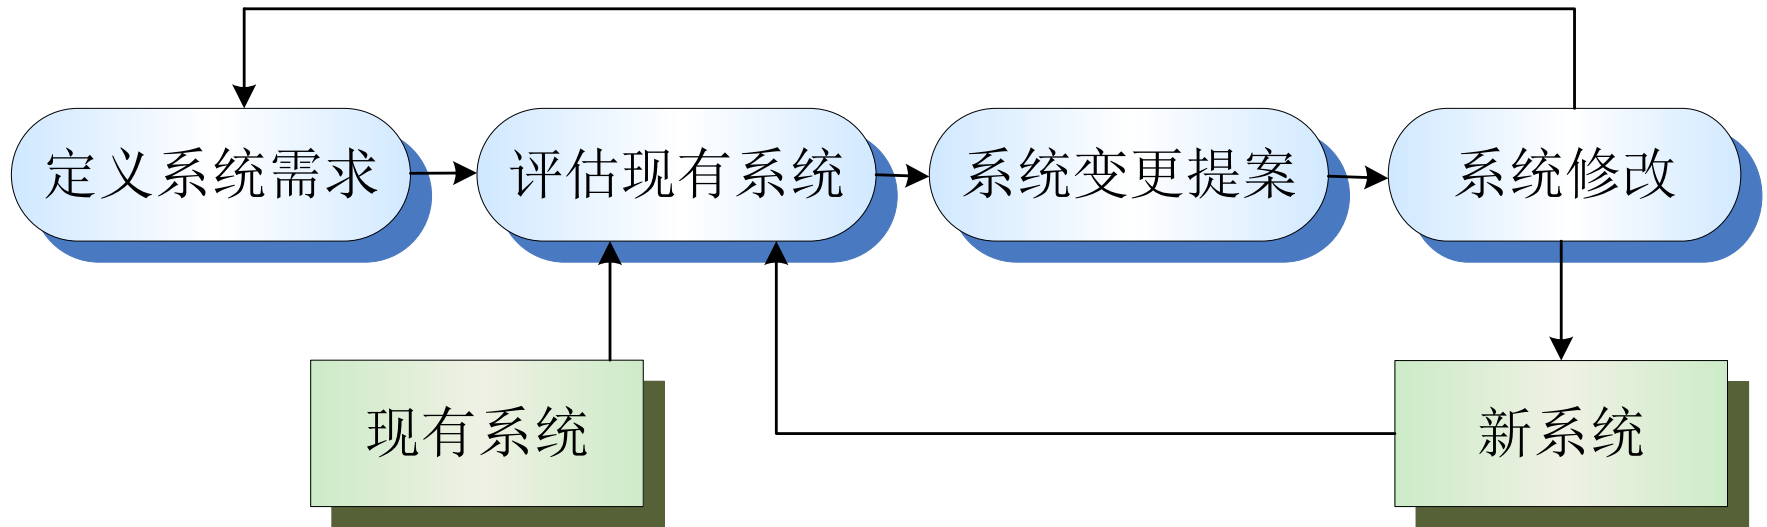 定义系统需求
评估现有系统
系统变更提案
系统修改
现有系统
新系统